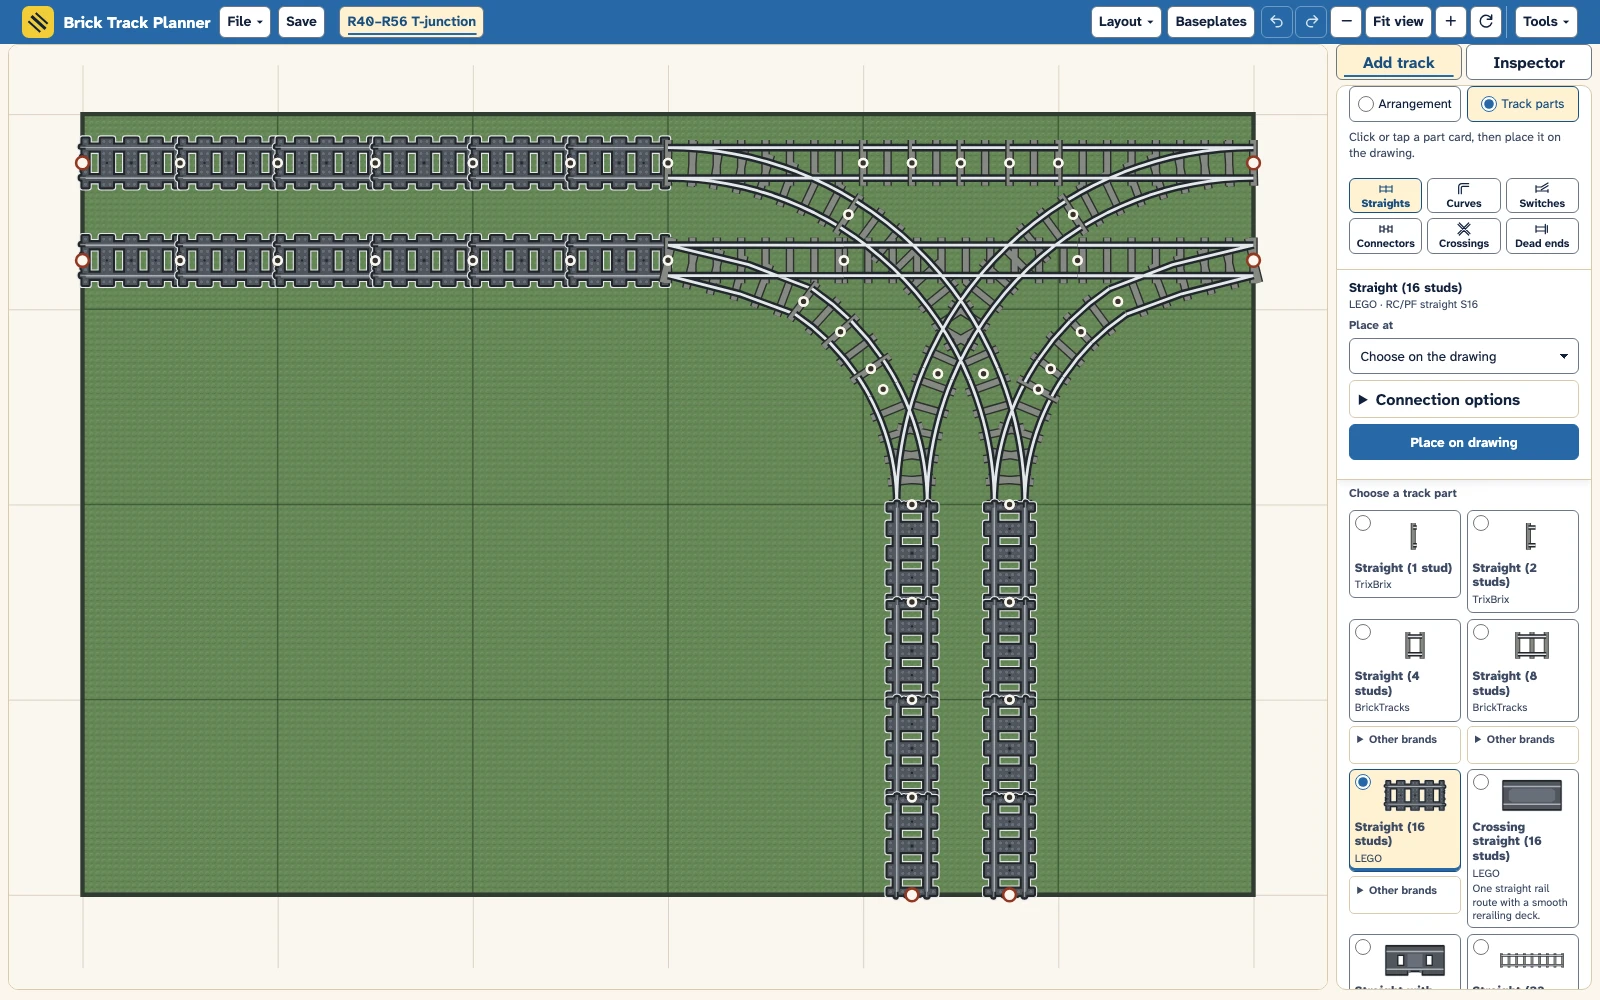 Brick Track Planner
File
Save
R40–R56 T-junction
Layout
Baseplates
Fit view
Tools
Add track
Inspector
Arrangement
Track parts
Click or tap a part card, then place it on
the drawing.
Straights
Curves
Switches
Connectors
Crossings
Dead ends
Straight (16 studs)
LEGO · RC/PF straight S16
Place at
Choose on the drawing
Connection options
Place on drawing
Choose a track part
Straight (1 stud)
TrixBrix
Straight (2
studs)
TrixBrix
Straight (4
studs)
BrickTracks
Straight (8
studs)
BrickTracks
Other brands
Other brands
Straight (16
studs)
LEGO
Other brands
Crossing
straight (16
studs)
LEGO
One straight rail
route with a smooth
rerailing deck.